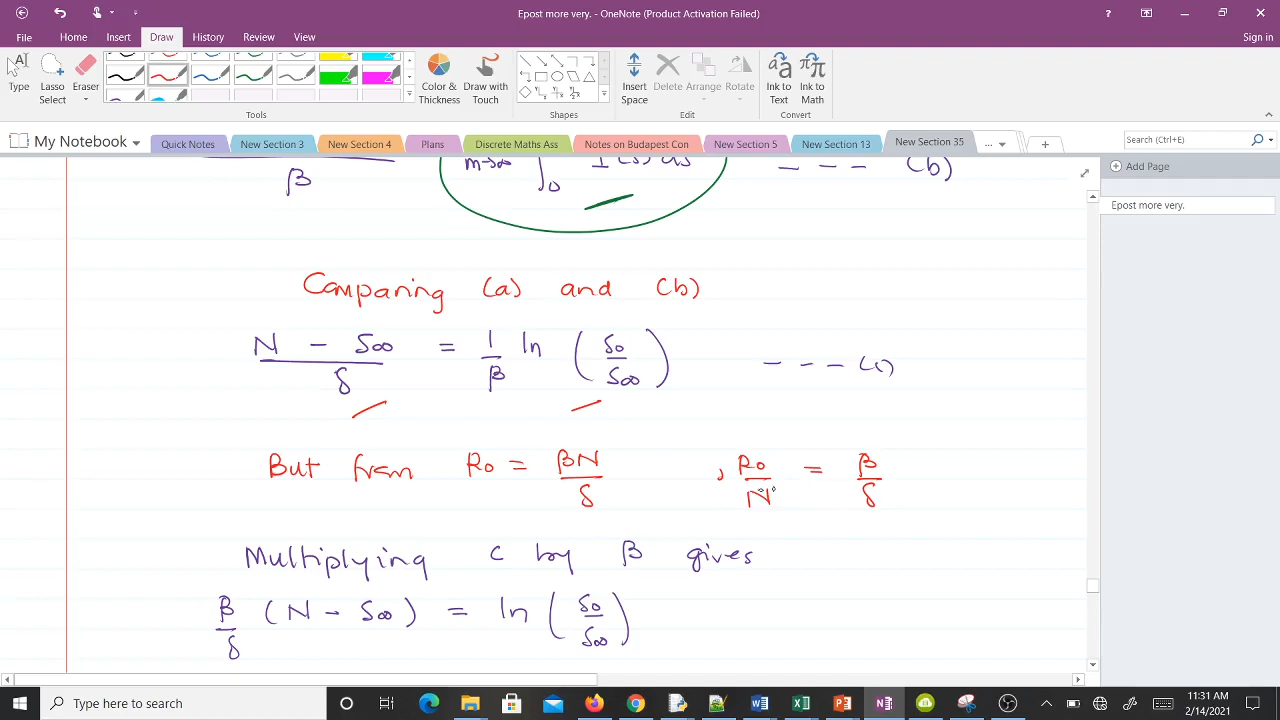 Epost more very. - OneNote (Product Activation Failed)
File Home Insert Draw History Review View Sign in
Type Lasso Select Eraser Color & Thickness Draw with Touch Insert Space Delete Arrange Rotate Ink to Text Ink to Math
Tools Shapes Edit Convert
My Notebook Quick Notes New Section 3 New Section 4 Plans Discrete Maths Ass Notes on Budapest Con New Section 5 New Section 13 New Section 35 ... + Search (Ctrl+E)
Add Page
Epost more very.
β m→∞ ∫₀ I(s) ds - - - (b)
Comparing (a) and (b)
(N - S∞)/δ = 1/β ln (S₀/S∞) - - - (c)
But from R₀ = βN/δ , R₀/N = β/δ
Multiplying c by β gives
β/δ (N - S∞) = ln (S₀/S∞)
Type here to search
11:31 AM
2/14/2021